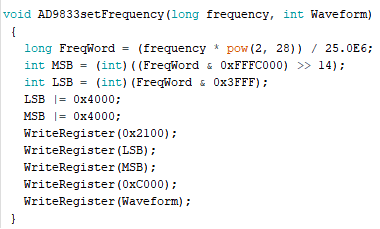 void AD9833setFrequency(long frequency, int Waveform)
{
long FreqWord = (frequency * pow(2, 28)) / 25.0E6;
int MSB = (int)((FreqWord & 0xFFFC000) >> 14);
int LSB = (int)(FreqWord & 0x3FFF);
LSB |= 0x4000;
MSB |= 0x4000;
WriteRegister(0x2100);
WriteRegister(LSB);
WriteRegister(MSB);
WriteRegister(0xC000);
WriteRegister(Waveform);
}